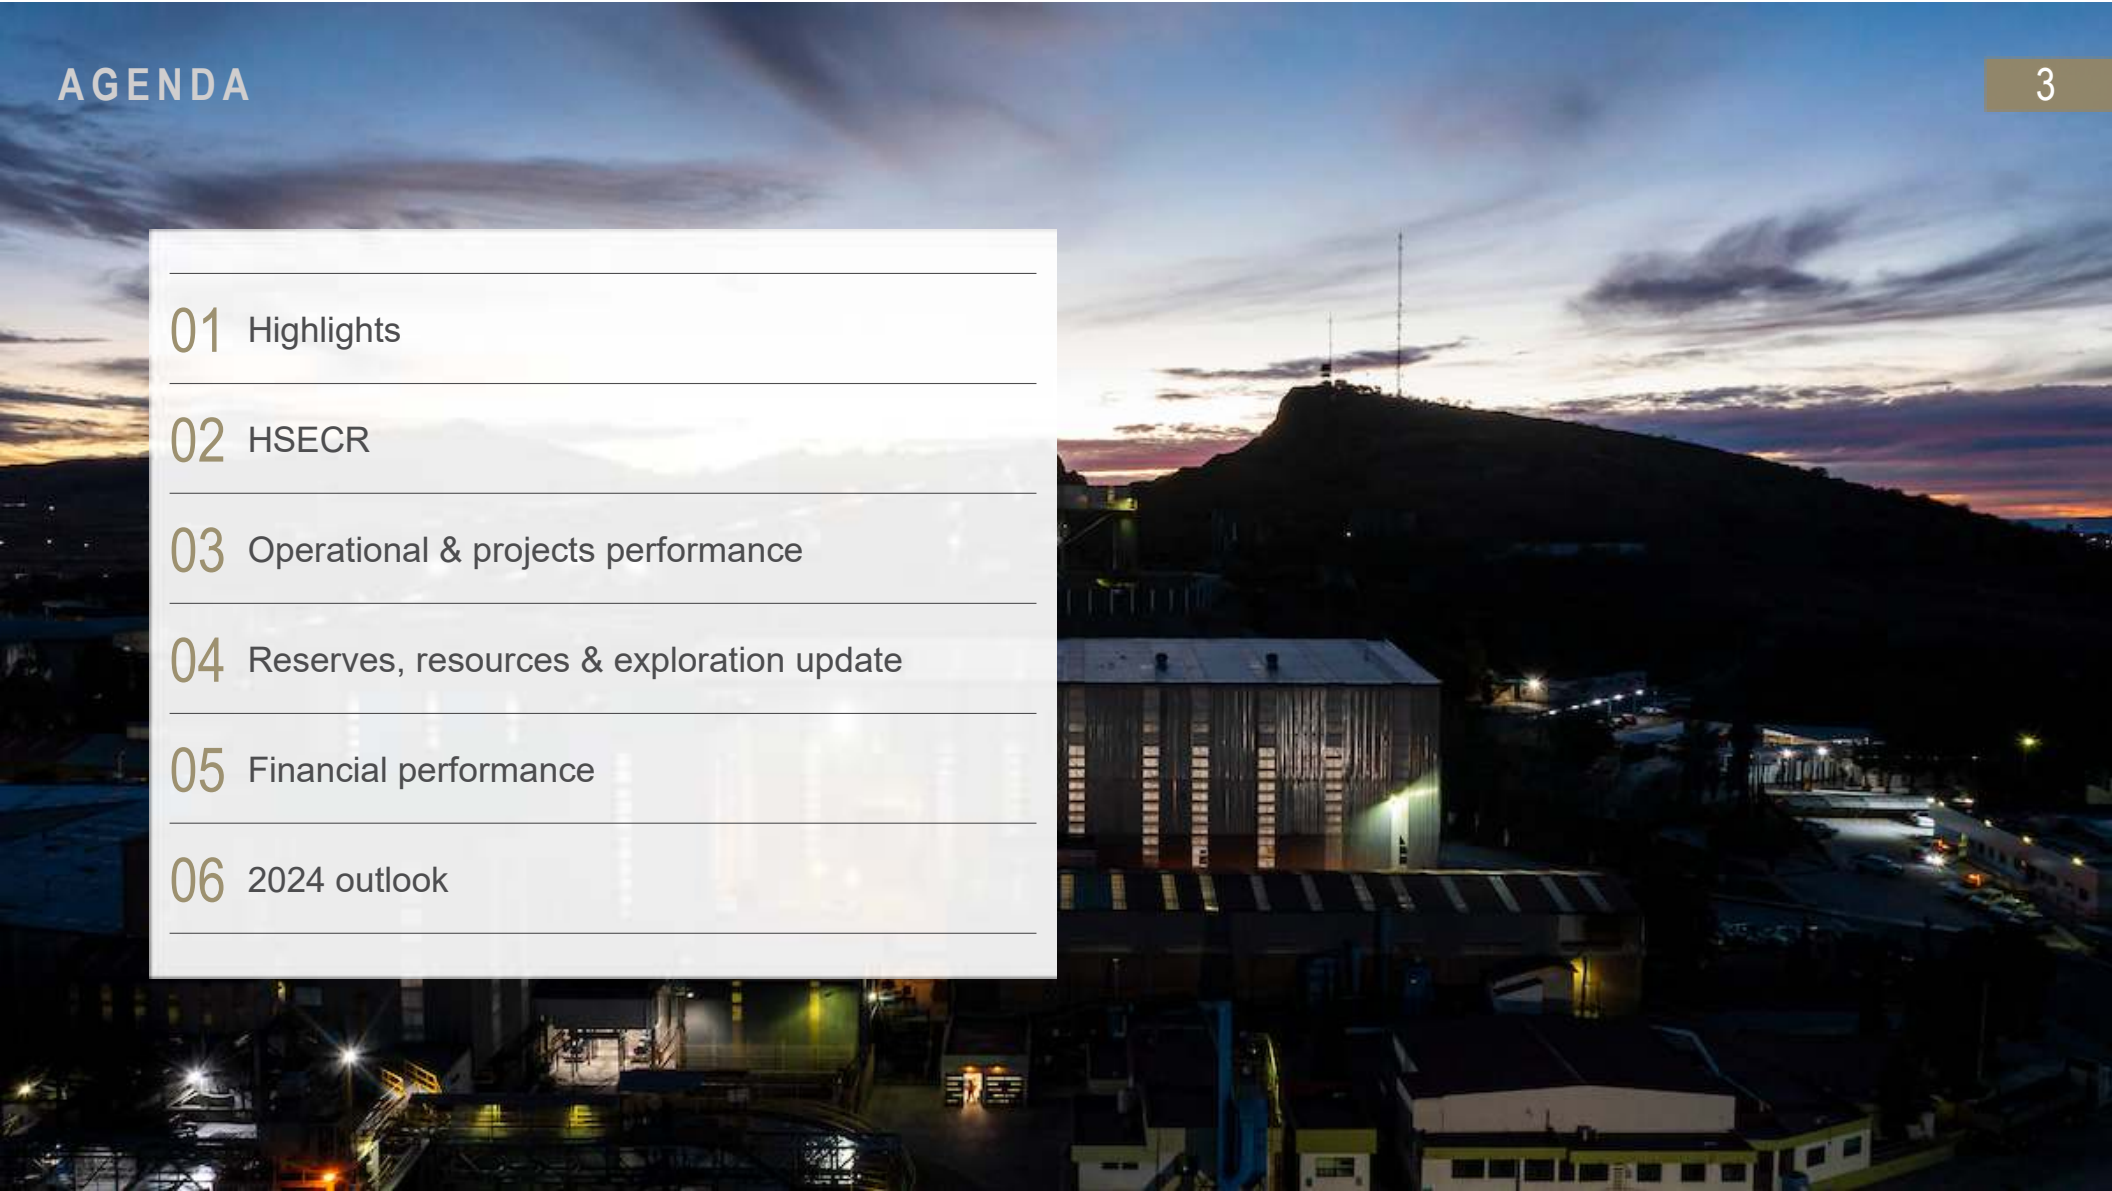 AGENDA
3
01 Highlights
02 HSECR
03 Operational & projects performance
04 Reserves, resources & exploration update
05 Financial performance
06 2024 outlook